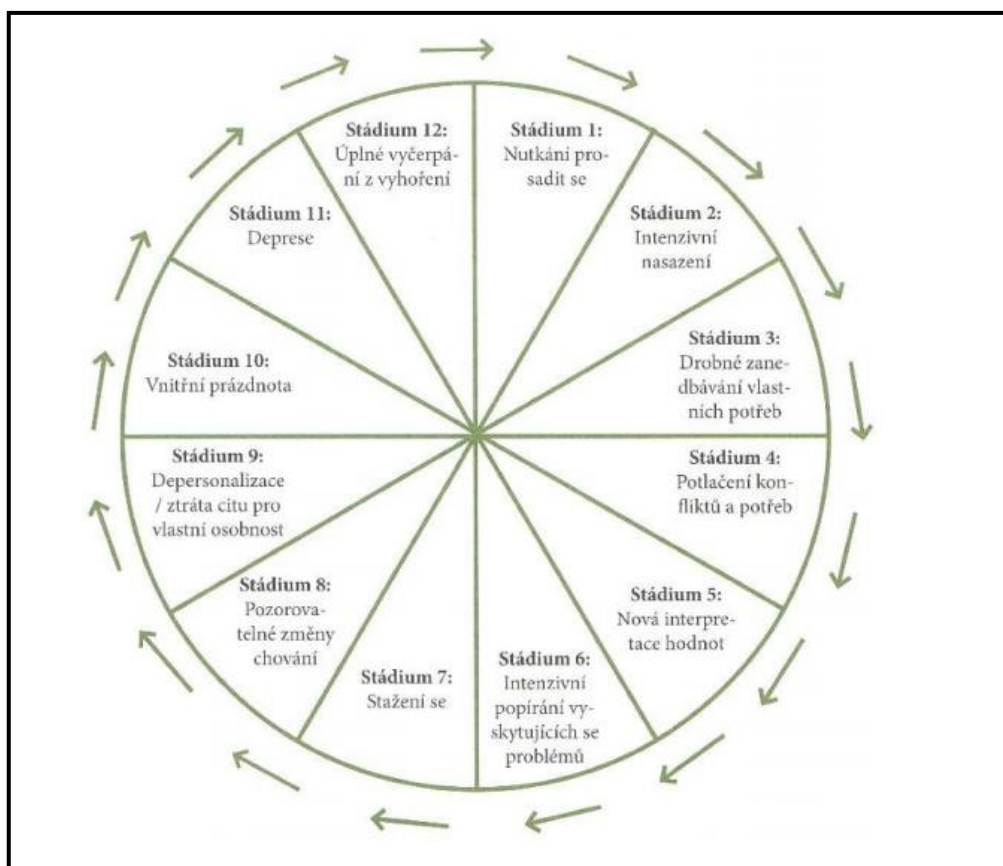 Stádium 1:
Nutkání pro-
sadit se
Stádium 2:
Intenzivní
nasazení
Stádium 3:
Drobné zane-
dbávání vlast-
ních potřeb
Stádium 4:
Potlačení kon-
fliktů a potřeb
Stádium 5:
Nová interpre-
tace hodnot
Stádium 6:
Intenzivní
popírání vy-
skytujících se
problémů
Stádium 7:
Stažení se
Stádium 8:
Pozorova-
telné změny
chování
Stádium 9:
Depersonalizace
/ ztráta citu pro
vlastní osobnost
Stádium 10:
Vnitřní prázdnota
Stádium 11:
Deprese
Stádium 12:
Úplné vyčerpá-
ní z vyhoření